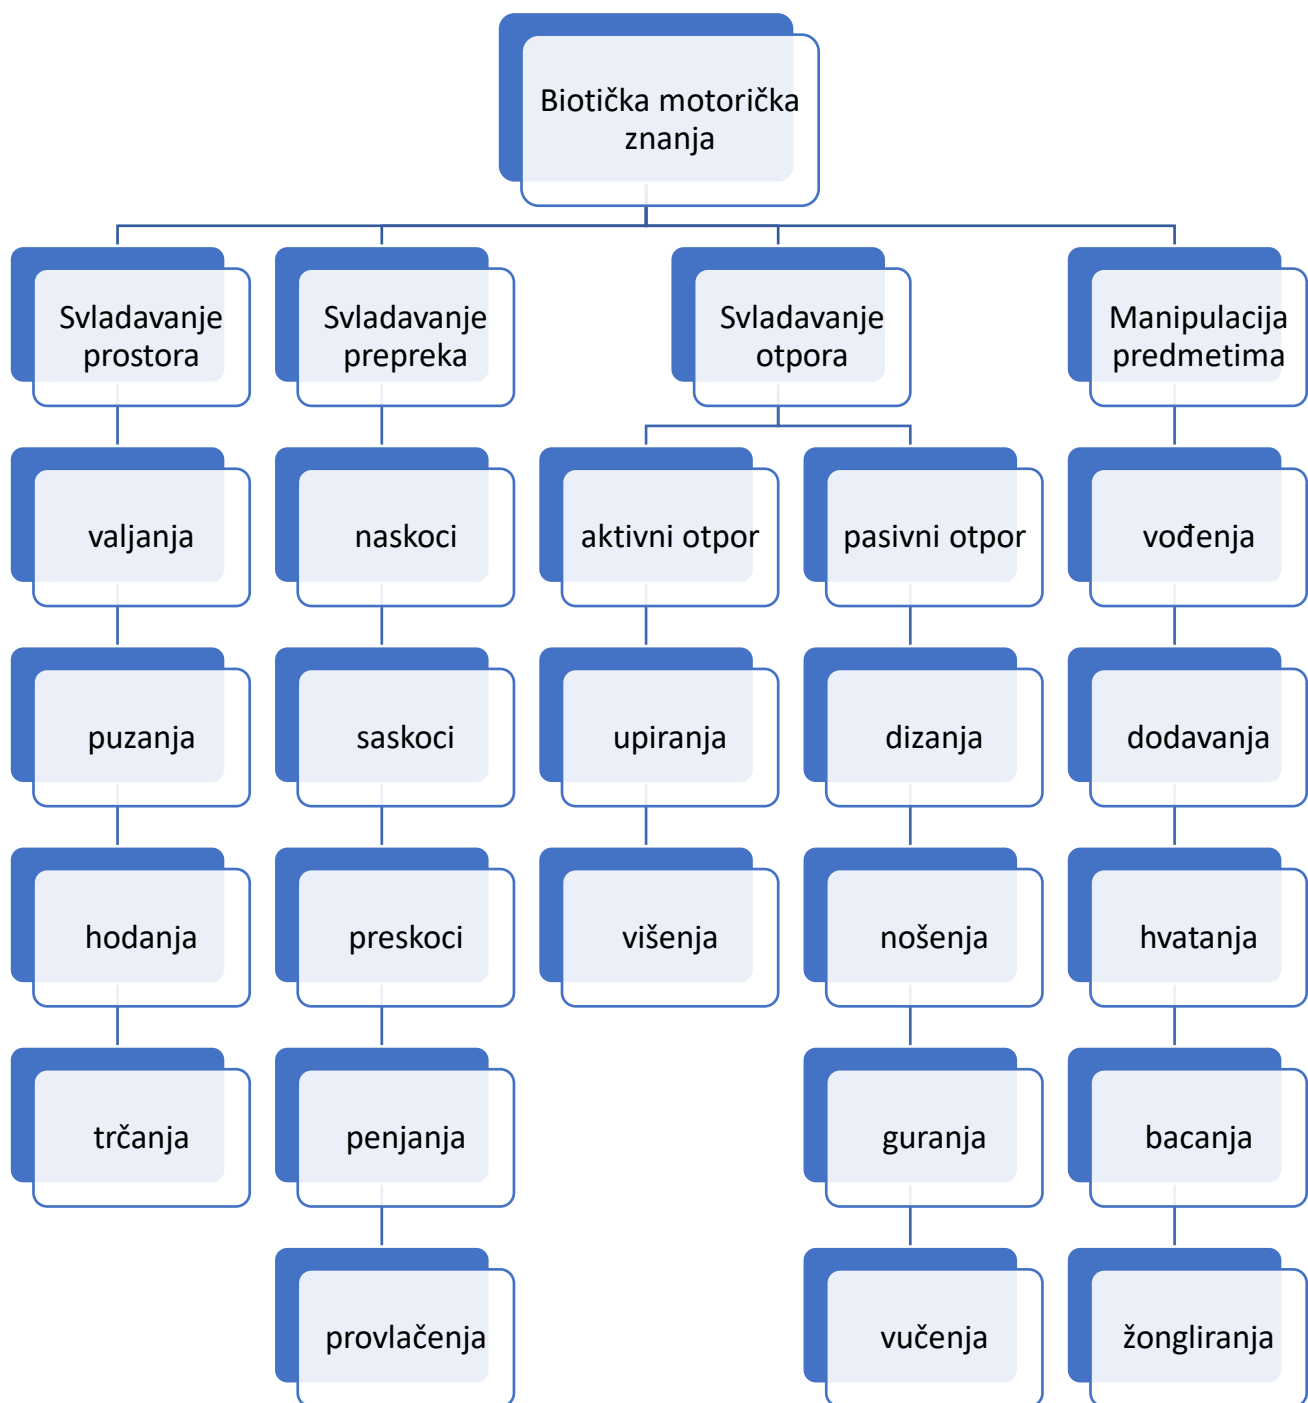 Biotička motorička
znanja
Svladavanje
prostora
Svladavanje
prepreka
Svladavanje
otpora
Manipulacija
predmetima
valjanja
naskoci
aktivni otpor
pasivni otpor
vođenja
puzanja
saskoci
upiranja
dizanja
dodavanja
hodanja
preskoci
višenja
nošenja
hvatanja
trčanja
penjanja
guranja
bacanja
provlačenja
vučenja
žongliranja